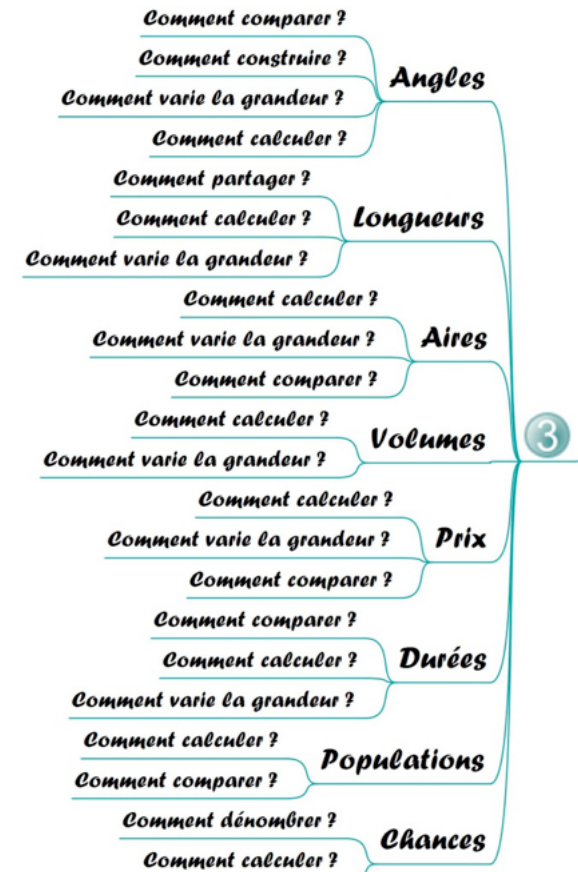 Comment comparer ?
Comment construire ?
Angles
Comment varie la grandeur ?
Comment calculer ?
Comment partager ?
Comment calculer ?
Longueurs
Comment varie la grandeur ?
Comment calculer ?
Comment varie la grandeur ?
Aires
Comment comparer ?
Comment calculer ?
Volumes
Comment varie la grandeur ?
3
Comment calculer ?
Comment varie la grandeur ?
Prix
Comment comparer ?
Comment comparer ?
Comment calculer ?
Durées
Comment varie la grandeur ?
Comment calculer ?
Populations
Comment comparer ?
Comment dénombrer ?
Chances
Comment calculer ?